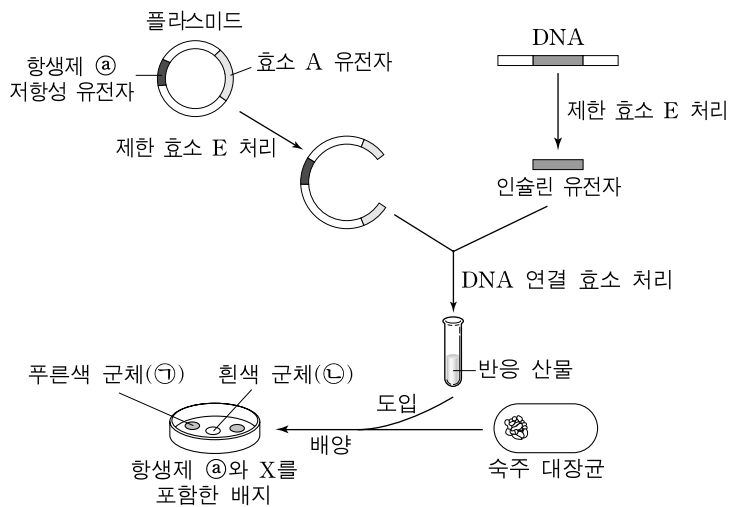 플라스미드
항생제 ⓐ
저항성 유전자
효소 A 유전자
DNA
제한 효소 E 처리
제한 효소 E 처리
인슐린 유전자
DNA 연결 효소 처리
반응 산물
푸른색 군체(㉠)
흰색 군체(㉡)
도입
배양
항생제 ⓐ와 X를
포함한 배지
숙주 대장균